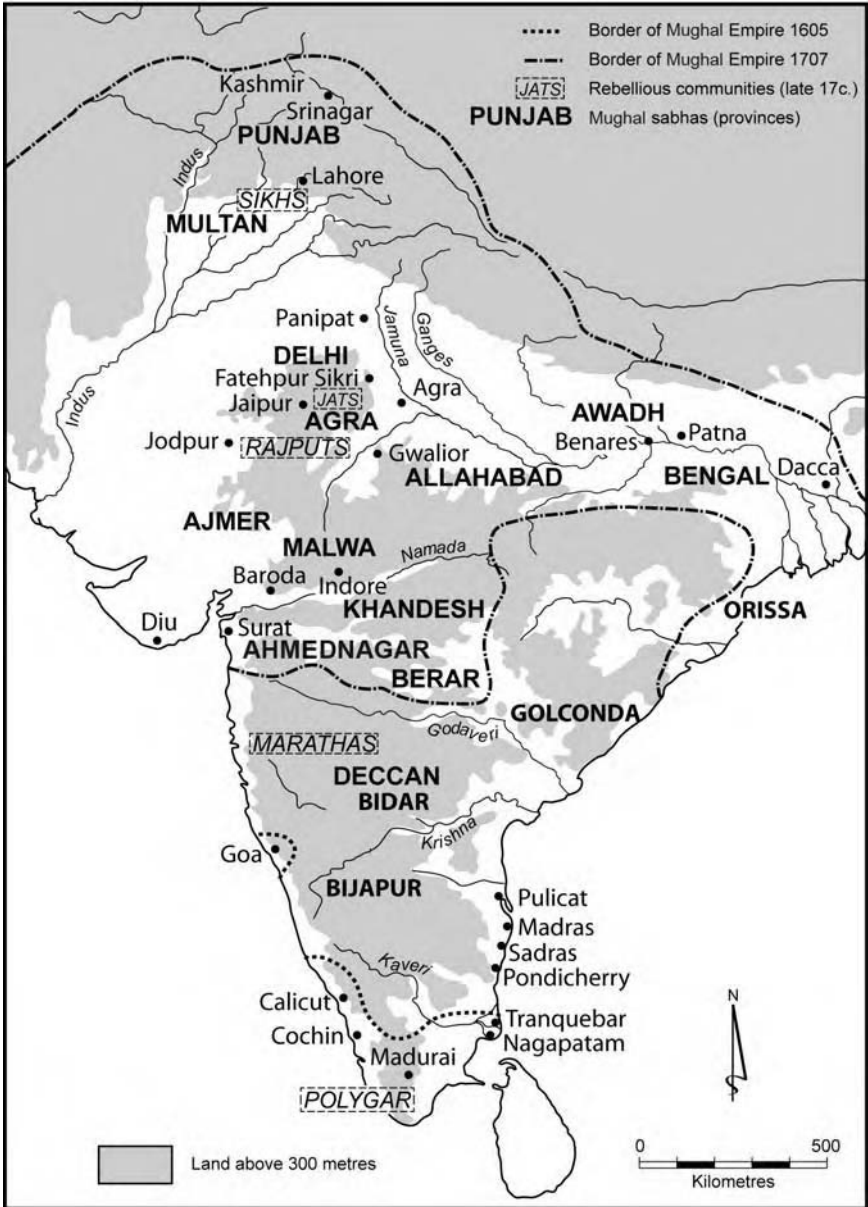 Border of Mughal Empire 1605
Border of Mughal Empire 1707
JATS Rebellious communities (late 17c.)
PUNJAB Mughal sabhas (provinces)
Kashmir
Srinagar
PUNJAB
Indus
Lahore
SIKHS
MULTAN
Panipat
Jamuna
Ganges
DELHI
Fatehpur Sikri
Indus
Jaipur
JATS
Agra
AGRA
AWADH
Jodpur
RAJPUTS
Benares
Patna
Gwalior
ALLAHABAD
BENGAL
Dacca
AJMER
MALWA
Namada
Baroda
Indore
KHANDESH
ORISSA
Diu
Surat
AHMEDNAGAR
BERAR
GOLCONDA
Godaveri
MARATHAS
DECCAN
BIDAR
Krishna
Goa
BIJAPUR
Pulicat
Madras
Sadras
Kaveri
Pondicherry
Calicut
N
Tranquebar
Cochin
Nagapatam
Madurai
POLYGAR
Land above 300 metres
0 500
Kilometres